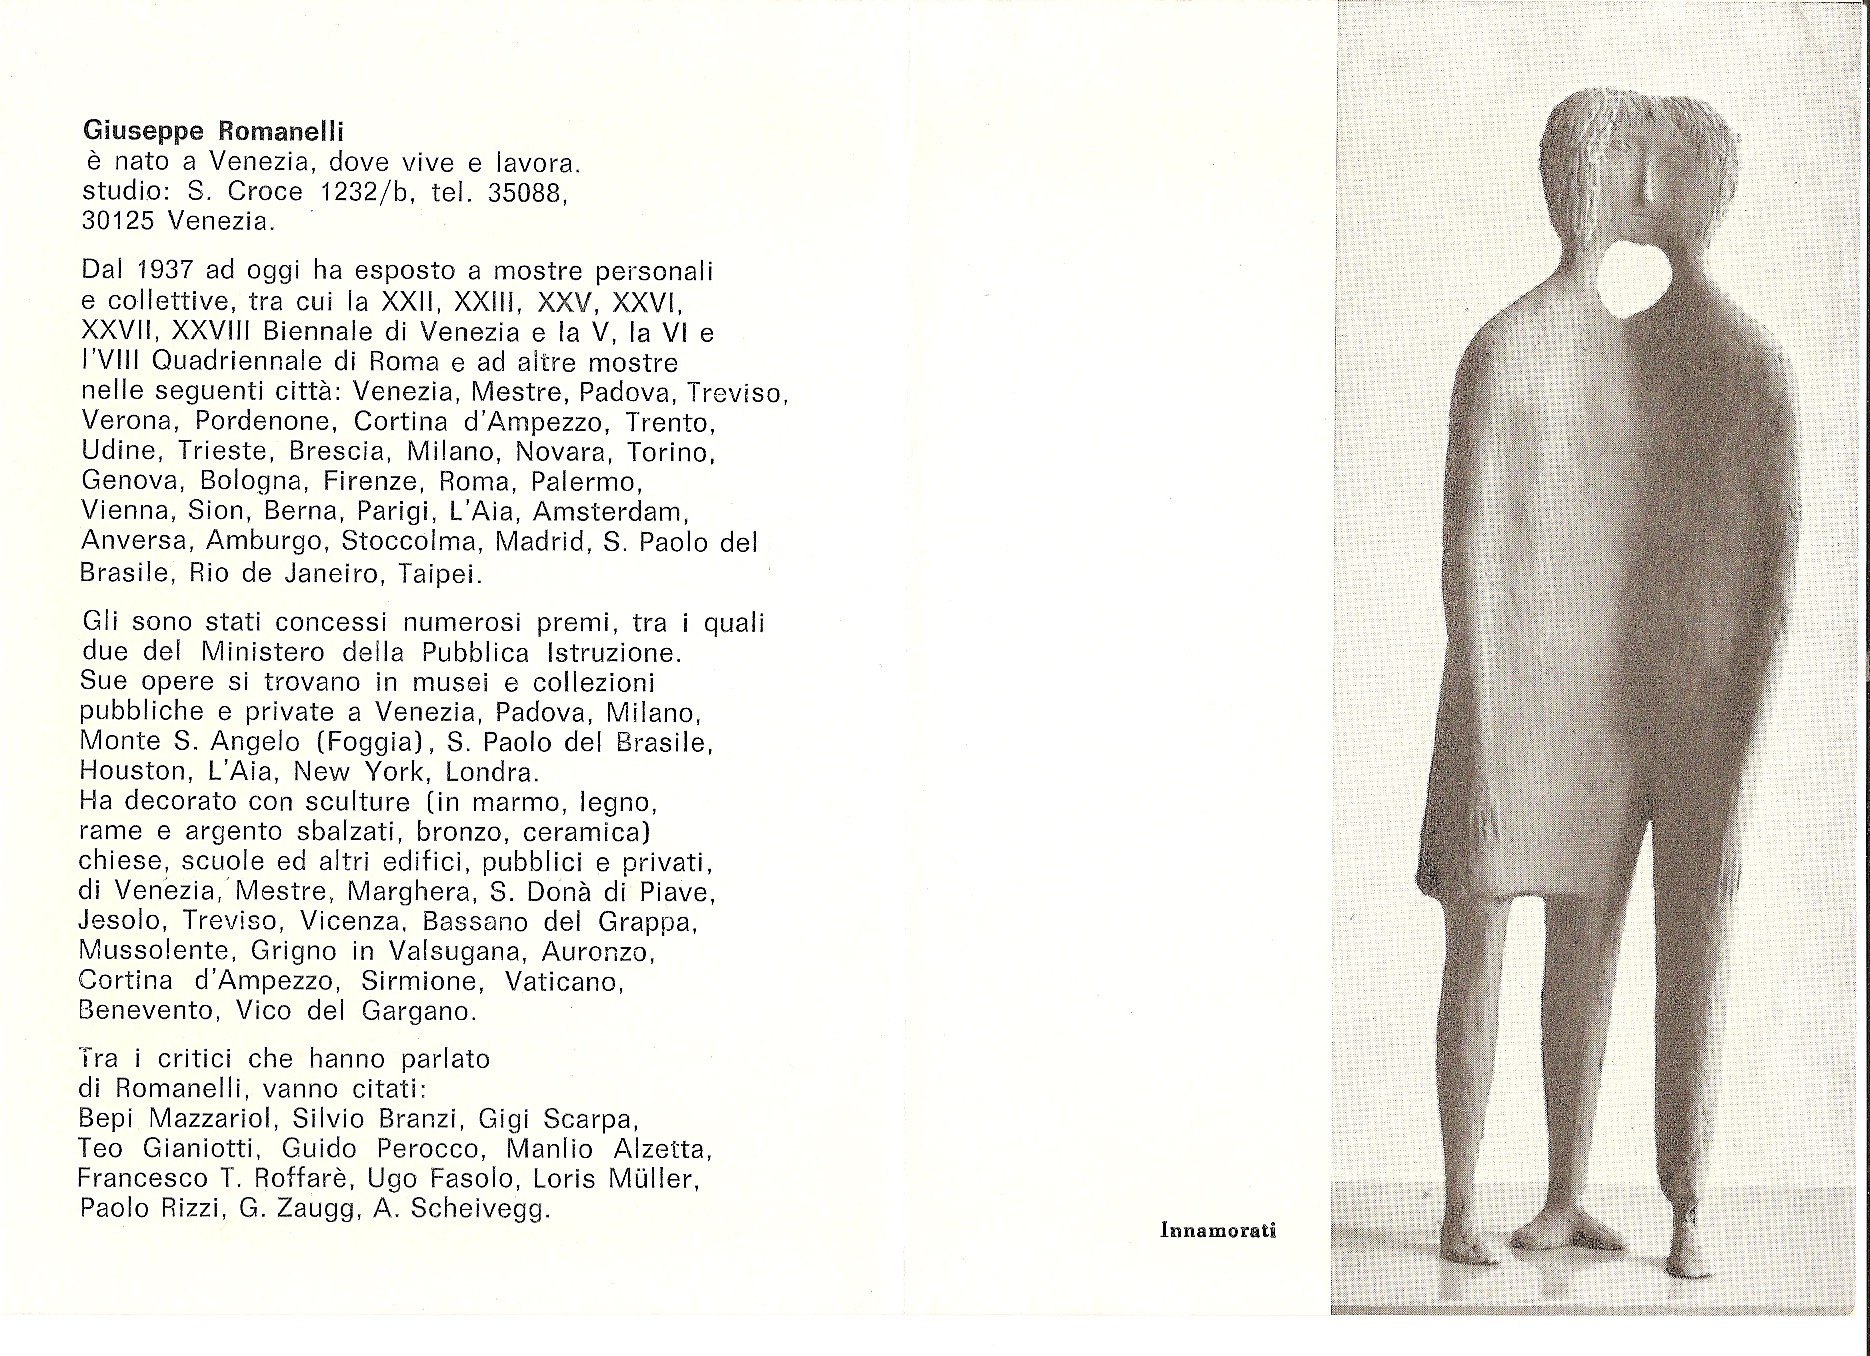 Giuseppe Romanelli
è nato a Venezia, dove vive e lavora.
studio: S. Croce 1232/b, tel. 35088,
30125 Venezia.
Dal 1937 ad oggi ha esposto a mostre personali
e collettive, tra cui la XXII, XXIII, XXV, XXVI,
XXVII, XXVIII Biennale di Venezia e la V, la VI e
l'VIII Quadriennale di Roma e ad altre mostre
nelle seguenti città: Venezia, Mestre, Padova, Treviso,
Verona, Pordenone, Cortina d'Ampezzo, Trento,
Udine, Trieste, Brescia, Milano, Novara, Torino,
Genova, Bologna, Firenze, Roma, Palermo,
Vienna, Sion, Berna, Parigi, L'Aia, Amsterdam,
Anversa, Amburgo, Stoccolma, Madrid, S. Paolo del
Brasile, Rio de Janeiro, Taipei.
Gli sono stati concessi numerosi premi, tra i quali
due del Ministero della Pubblica Istruzione.
Sue opere si trovano in musei e collezioni
pubbliche e private a Venezia, Padova, Milano,
Monte S. Angelo (Foggia), S. Paolo del Brasile,
Houston, L'Aia, New York, Londra.
Ha decorato con sculture (in marmo, legno,
rame e argento sbalzati, bronzo, ceramica)
chiese, scuole ed altri edifici, pubblici e privati,
di Venezia, Mestre, Marghera, S. Donà di Piave,
Jesolo, Treviso, Vicenza, Bassano del Grappa,
Mussolente, Grigno in Valsugana, Auronzo,
Cortina d'Ampezzo, Sirmione, Vaticano,
Benevento, Vico del Gargano.
Tra i critici che hanno parlato
di Romanelli, vanno citati:
Bepi Mazzariol, Silvio Branzi, Gigi Scarpa,
Teo Gianiotti, Guido Perocco, Manlio Alzetta,
Francesco T. Roffarè, Ugo Fasolo, Loris Müller,
Paolo Rizzi, G. Zaugg, A. Scheivegg.
Innamorati